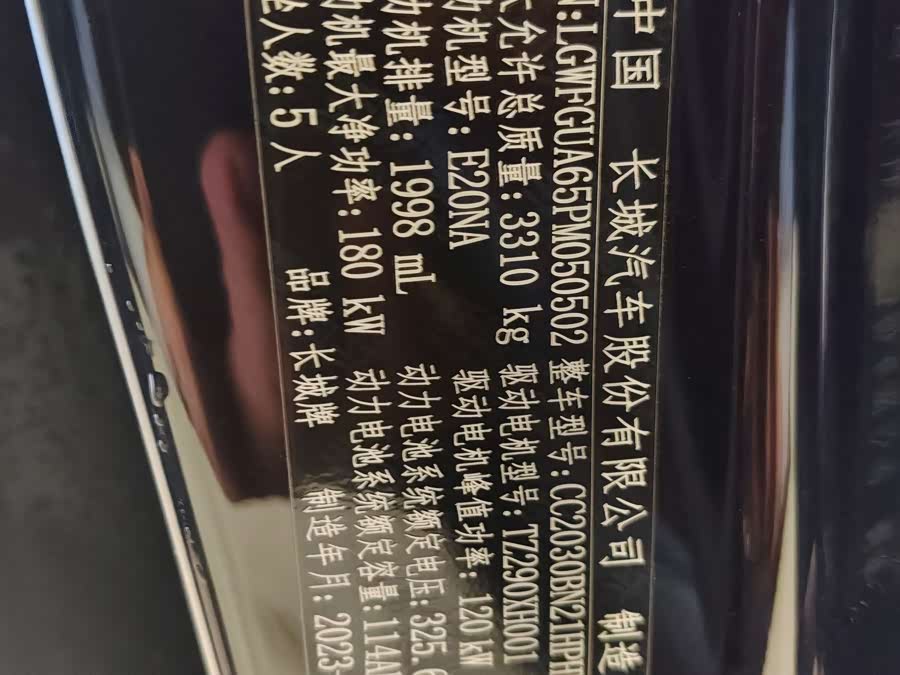 中国 长城汽车股份有限公司 制造
N:LGWFGUA65PM050502 整车型号:CC2030BN21HPH
允许总质量:3310 kg 驱动电机型号:TZ290XH001
机型号:E20NA 驱动电机峰值功率:120kW
机排量:1998 mL 动力电池系统额定电压:325.6
机最大净功率:180 kW 动力电池系统额定容量:114A
人数:5人 品牌:长城牌 制造年月:2023